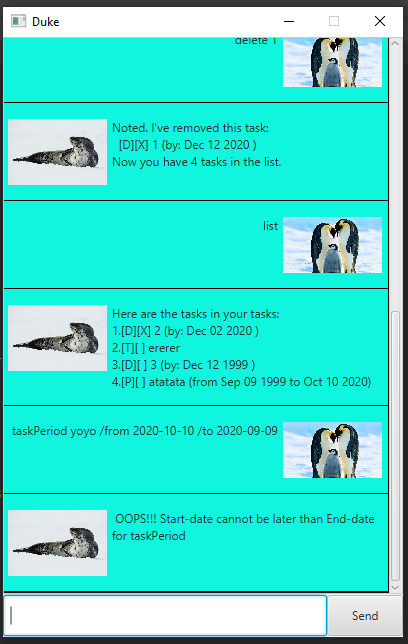 Duke
delete 1
Noted. I've removed this task:
[D][X] 1 (by: Dec 12 2020 )
Now you have 4 tasks in the list.
list
Here are the tasks in your tasks:
1.[D][X] 2 (by: Dec 02 2020 )
2.[T][ ] ererer
3.[D][ ] 3 (by: Dec 12 1999 )
4.[P][ ] atatata (from Sep 09 1999 to Oct 10 2020)
taskPeriod yoyo /from 2020-10-10 /to 2020-09-09
OOPS!!! Start-date cannot be later than End-date
for taskPeriod
Send